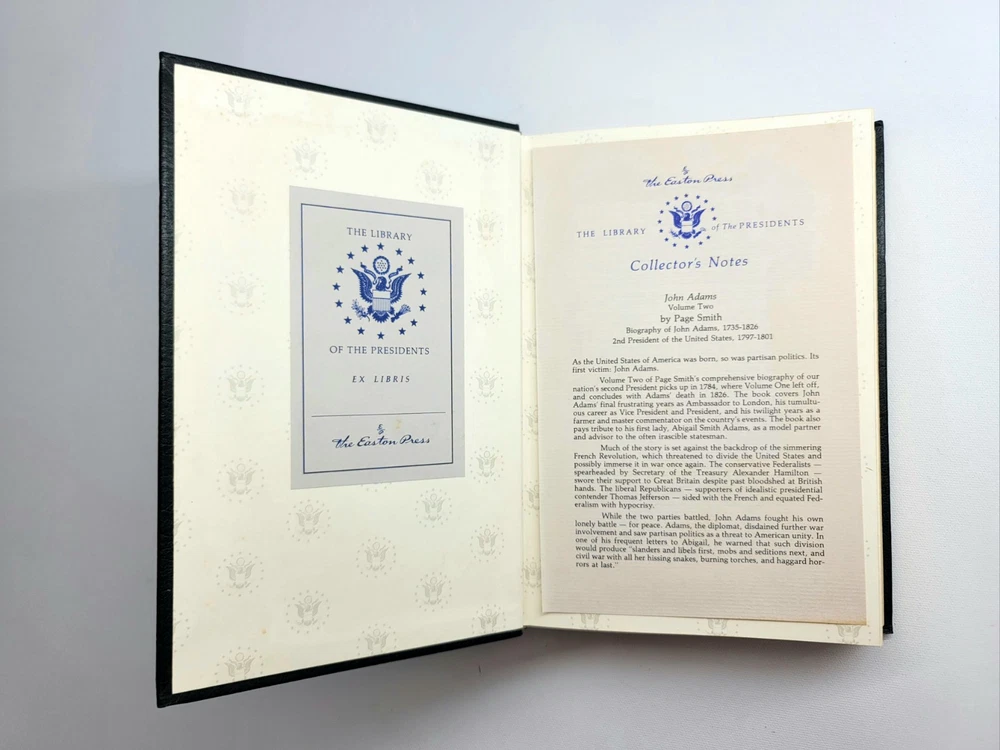 THE LIBRARY
OF THE PRESIDENTS
EX LIBRIS
The Easton Press
The Easton Press
THE LIBRARY of The PRESIDENTS
Collector's Notes
John Adams
Volume Two
by Page Smith
Biography of John Adams, 1735-1826
2nd President of the United States, 1797-1801
As the United States of America was born, so was partisan politics. Its
first victim: John Adams.
Volume Two of Page Smith's comprehensive biography of our
nation's second President picks up in 1784, where Volume One left off,
and concludes with Adams' death in 1826. The book covers John
Adams' final frustrating years as Ambassador to London, his tumultu-
ous career as Vice President and President, and his twilight years as a
farmer and master commentator on the country's events. The book also
pays tribute to his first lady, Abigail Smith Adams, as a model partner
and advisor to the often irascible statesman.
Much of the story is set against the backdrop of the simmering
French Revolution, which threatened to divide the United States and
possibly immerse it in war once again. The conservative Federalists —
spearheaded by Secretary of the Treasury Alexander Hamilton —
swore their support to Great Britain despite past bloodshed at British
hands. The liberal Republicans — supporters of idealistic presidential
contender Thomas Jefferson — sided with the French and equated Fed-
eralism with hypocrisy.
While the two parties battled, John Adams fought his own
lonely battle — for peace. Adams, the diplomat, disdained further war
involvement and saw partisan politics as a threat to American unity. In
one of his frequent letters to Abigail, he warned that such division
would produce "slanders and libels first, mobs and seditions next, and
civil war with all her hissing snakes, burning torches, and haggard hor-
rors at last."